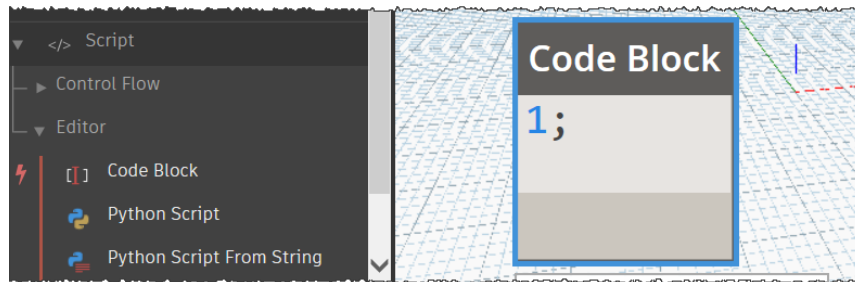 </> Script
Control Flow
Editor
Code Block
Python Script
Python Script From String
Code Block
1;